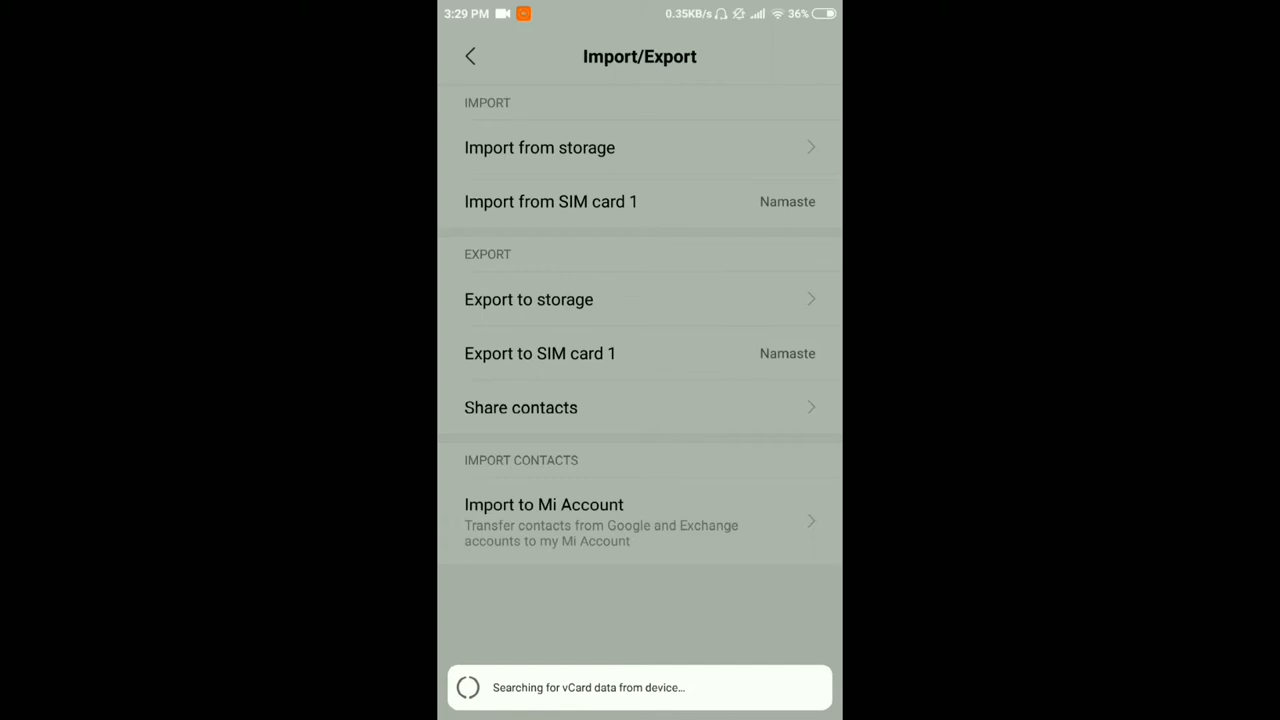 3:29 PM 0.35KB/s 36%
Import/Export
IMPORT
Import from storage
Import from SIM card 1 Namaste
EXPORT
Export to storage
Export to SIM card 1 Namaste
Share contacts
IMPORT CONTACTS
Import to Mi Account
Transfer contacts from Google and Exchange
accounts to my Mi Account
Searching for vCard data from device...